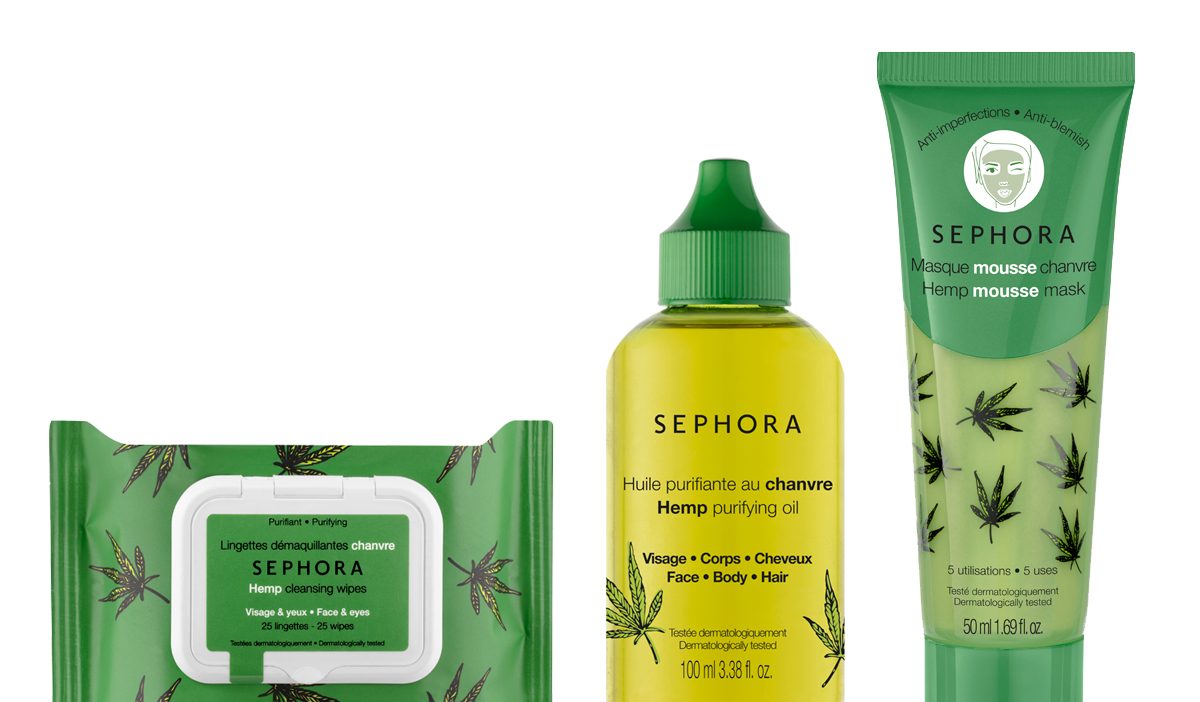 Purifiant • Purifying
Lingettes démaquillantes chanvre
SEPHORA
Hemp cleansing wipes
Visage & yeux • Face & eyes
25 lingettes - 25 wipes
Testées dermatologiquement • Dermatologically tested
SEPHORA
Huile purifiante au chanvre
Hemp purifying oil
Visage • Corps • Cheveux
Face • Body • Hair
Testée dermatologiquement
Dermatologically tested
100 ml 3.38 fl. oz.
Anti-imperfections • Anti-blemish
SEPHORA
Masque mousse chanvre
Hemp mousse mask
5 utilisations • 5 uses
Testé dermatologiquement
Dermatologically tested
50 ml 1.69 fl. oz.